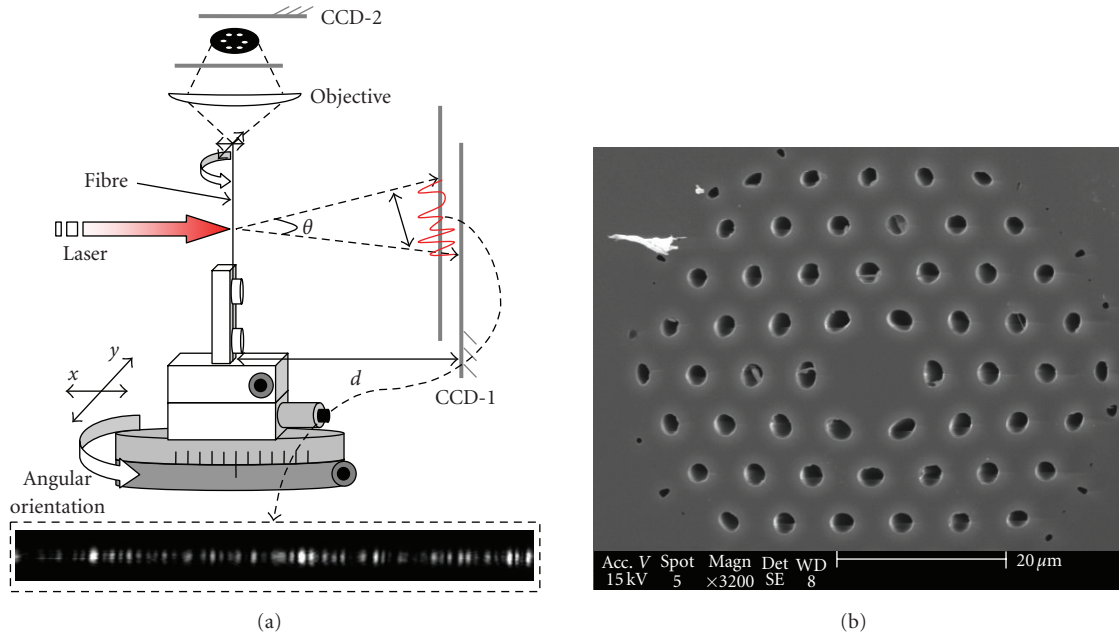 CCD-2
Objective
Fibre
θ
Laser
y
x
d
CCD-1
Angular
orientation
Acc. V Spot Magn Det WD
15 kV 5 ×3200 SE 8
20 μm
(a)
(b)